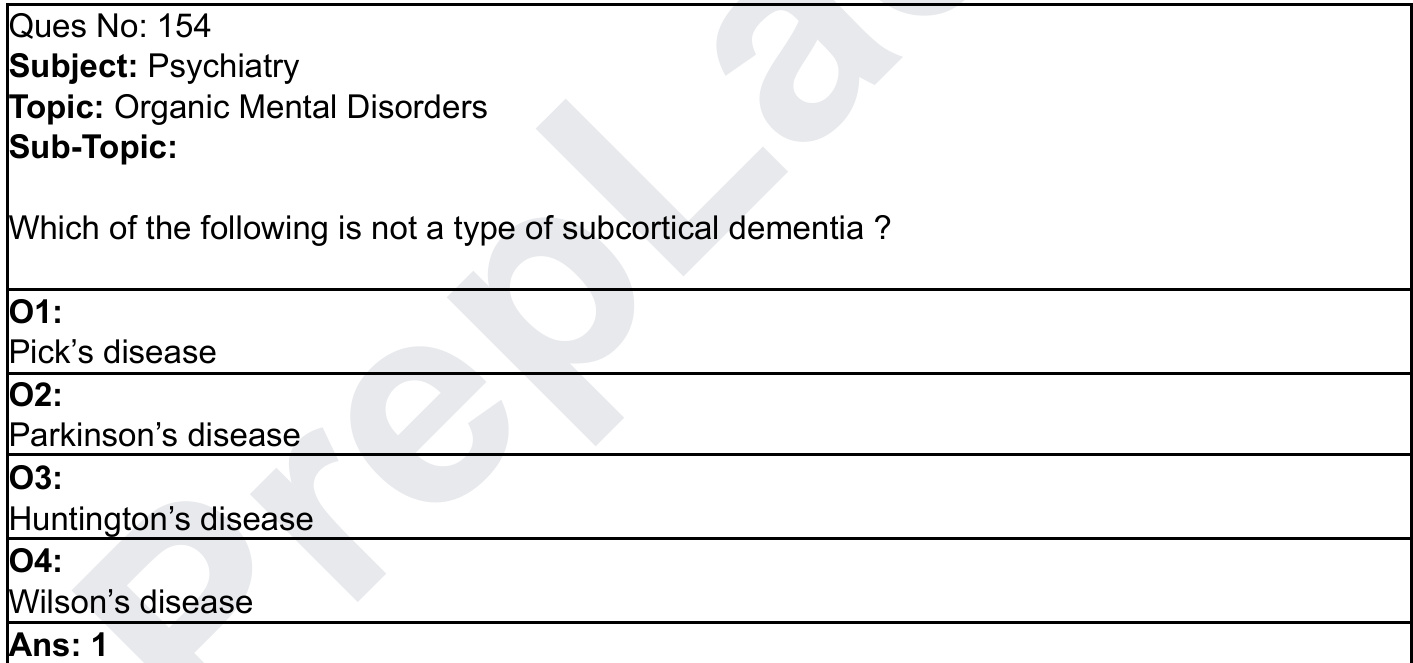 Ques No: 154
Subject: Psychiatry
Topic: Organic Mental Disorders
Sub-Topic:
Which of the following is not a type of subcortical dementia ?
O1:
Pick’s disease
O2:
Parkinson’s disease
O3:
Huntington’s disease
O4:
Wilson’s disease
Ans: 1
PrepLa